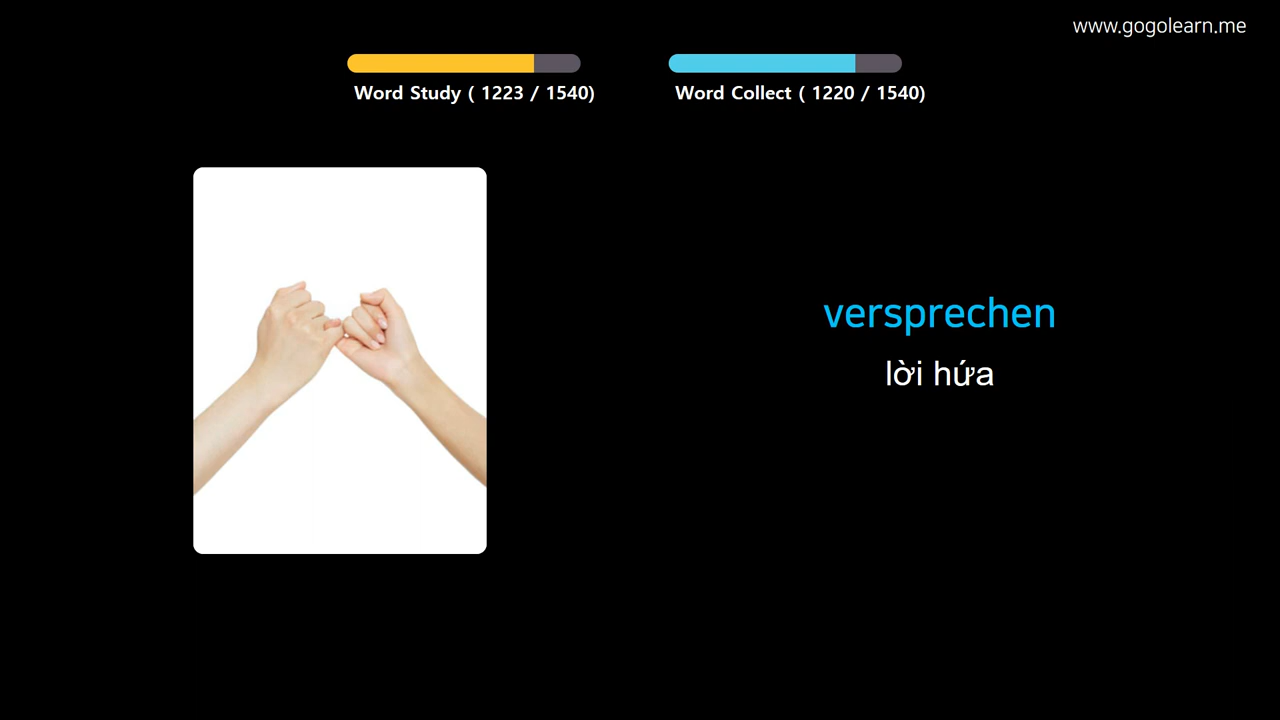 www.gogolearn.me
Word Study ( 1223 / 1540)
Word Collect ( 1220 / 1540)
versprechen
lời hứa